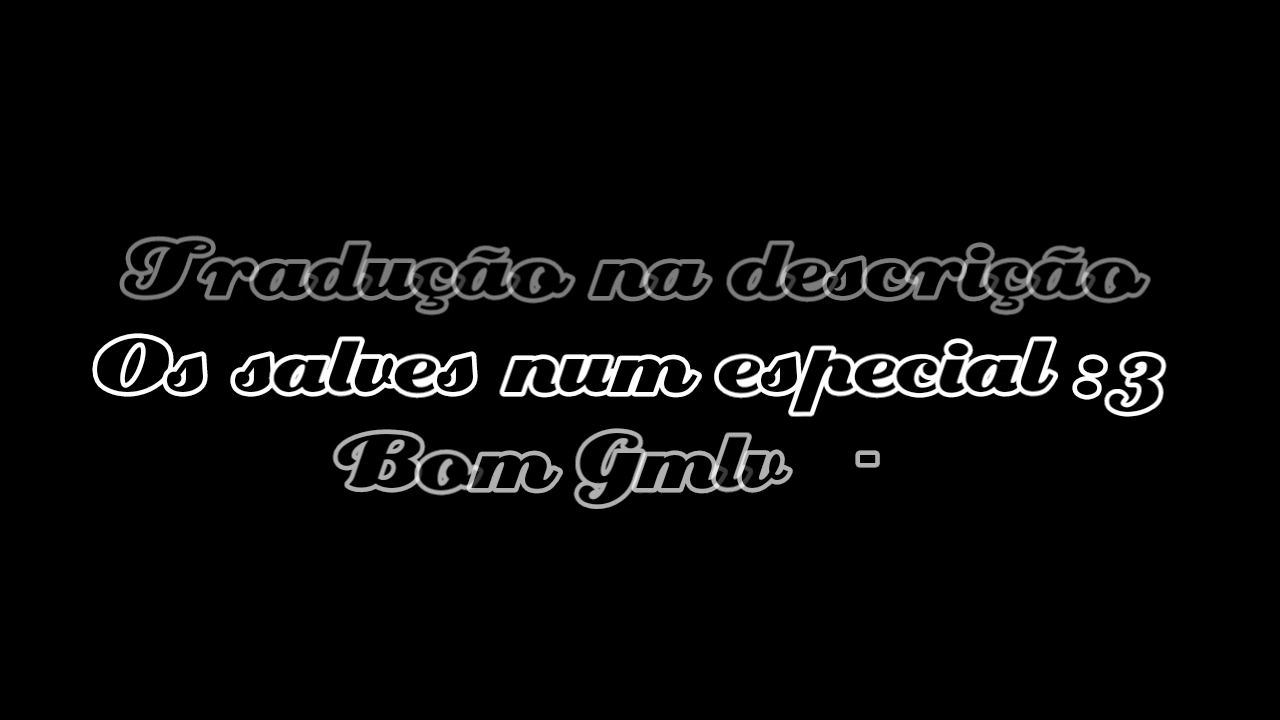 Tradução na descrição
Os salves num especial :3
Bom Gmlv -